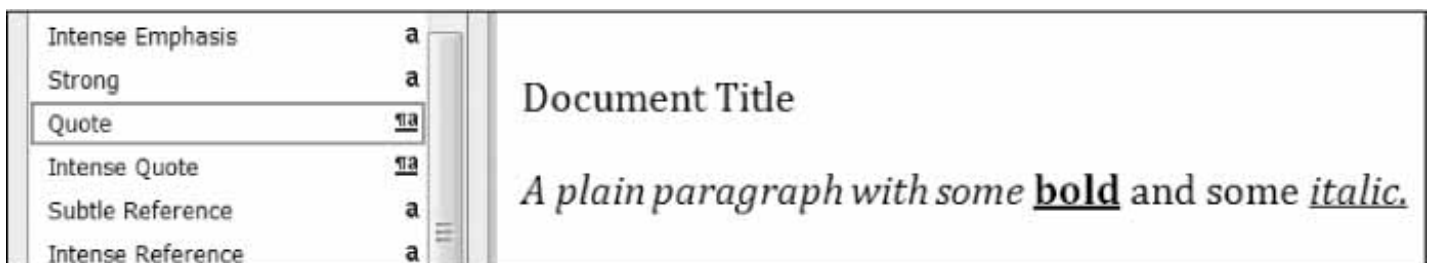 Intense Emphasis a
Strong a
Quote ¶a
Intense Quote ¶a
Subtle Reference a
Intense Reference a
Document Title
A plain paragraph with some bold and some italic.